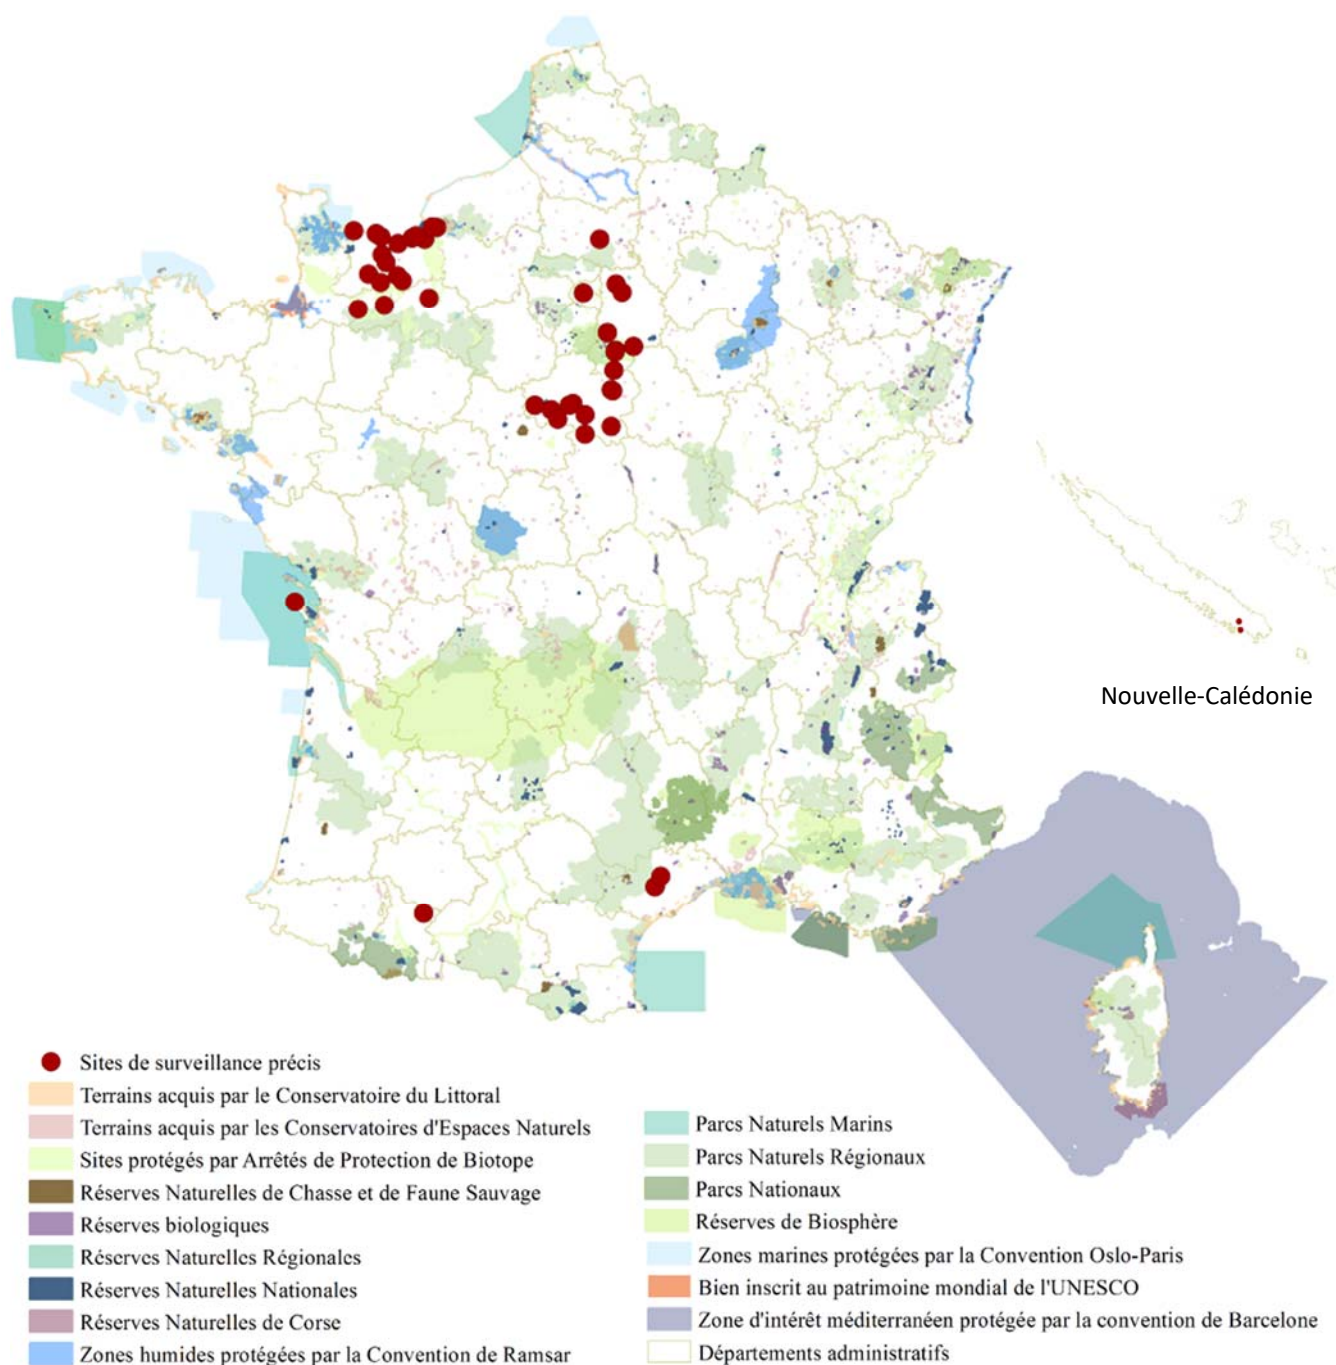 Nouvelle-Calédonie
Sites de surveillance précis
Terrains acquis par le Conservatoire du Littoral
Terrains acquis par les Conservatoires d'Espaces Naturels
Sites protégés par Arrêtés de Protection de Biotope
Réserves Naturelles de Chasse et de Faune Sauvage
Réserves biologiques
Réserves Naturelles Régionales
Réserves Naturelles Nationales
Réserves Naturelles de Corse
Zones humides protégées par la Convention de Ramsar
Parcs Naturels Marins
Parcs Naturels Régionaux
Parcs Nationaux
Réserves de Biosphère
Zones marines protégées par la Convention Oslo-Paris
Bien inscrit au patrimoine mondial de l'UNESCO
Zone d'intérêt méditerranéen protégée par la convention de Barcelone
Départements administratifs